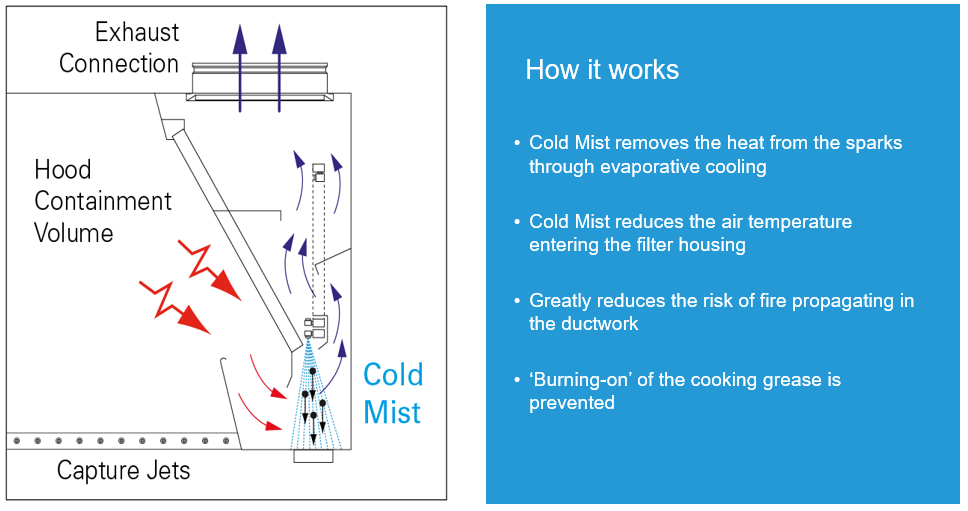 Exhaust
Connection
Hood
Containment
Volume
Cold
Mist
Capture Jets
How it works
• Cold Mist removes the heat from the sparks
through evaporative cooling
• Cold Mist reduces the air temperature
entering the filter housing
• Greatly reduces the risk of fire propagating in
the ductwork
• ‘Burning-on’ of the cooking grease is
prevented